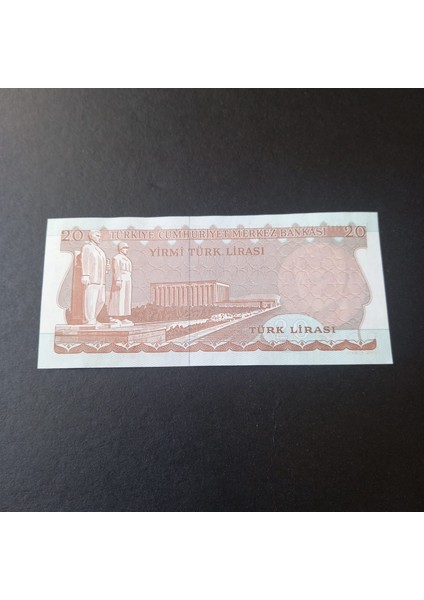 20 TÜRKİYE CUMHURİYET MERKEZ BANKASI 20
YİRMİ TÜRK LİRASI
TÜRK LİRASI